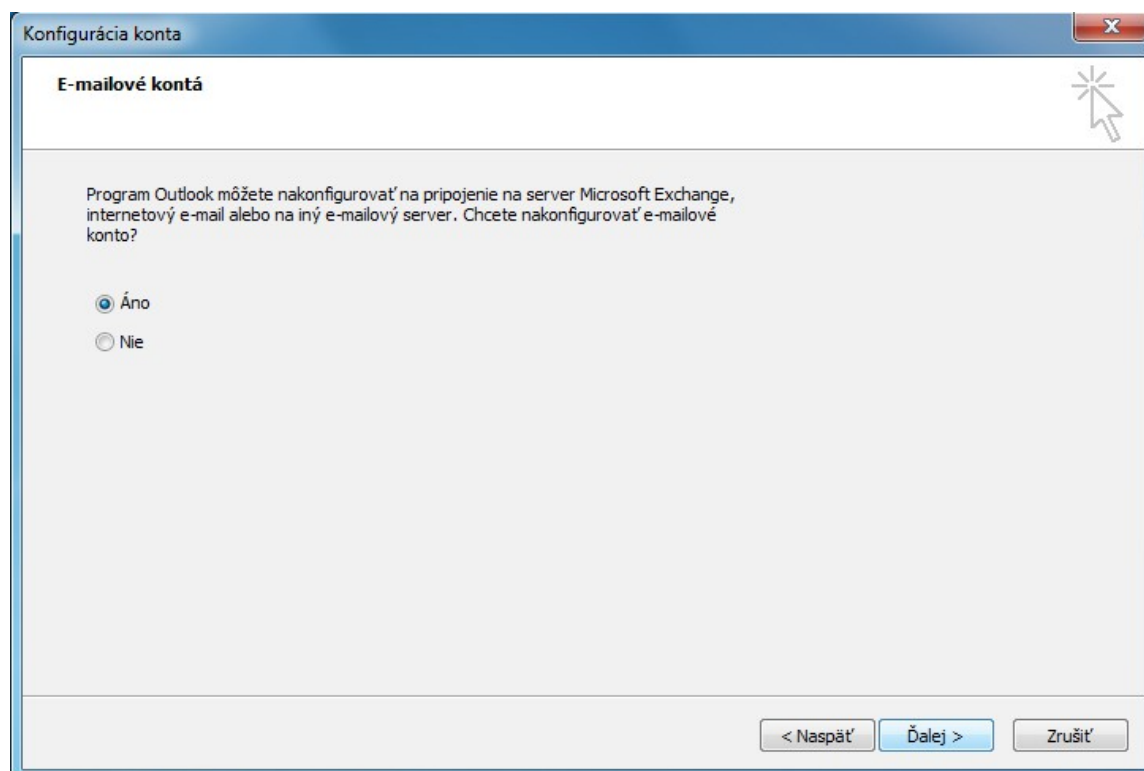 Konfigurácia konta
E-mailové kontá
Program Outlook môžete nakonfigurovať na pripojenie na server Microsoft Exchange,
internetový e-mail alebo na iný e-mailový server. Chcete nakonfigurovať e-mailové
konto?
Áno
Nie
< Naspäť
Ďalej >
Zrušiť